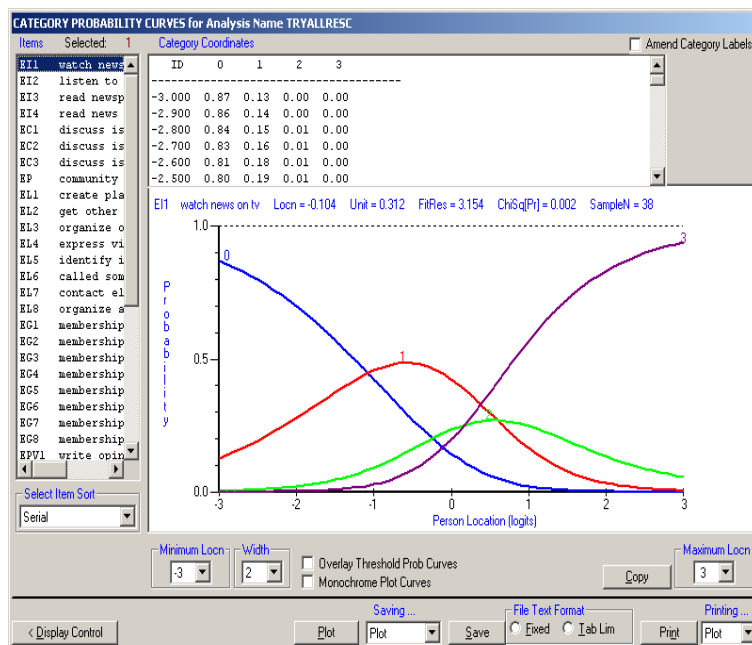 CATEGORY PROBABILITY CURVES for Analysis Name TRYALLRESC
Items Selected: 1 Category Coordinates
Amend Category Labels
EI1 watch news
EI2 listen to
EI3 read newsp
EI4 read news
EC1 discuss is
EC2 discuss is
EC3 discuss is
EP community
EL1 create pla
EL2 get other
EL3 organize o
EL4 express vi
EL5 identify i
EL6 called som
EL7 contact el
EL8 organize a
EG1 membership
EG2 membership
EG3 membership
EG4 membership
EG5 membership
EG6 membership
EG7 membership
EG8 membership
EPV1 write opin
ID 0 1 2 3
------------------------------------
-3.000 0.87 0.13 0.00 0.00
-2.900 0.86 0.14 0.00 0.00
-2.800 0.84 0.15 0.01 0.00
-2.700 0.83 0.16 0.01 0.00
-2.600 0.81 0.18 0.01 0.00
-2.500 0.80 0.19 0.01 0.00
EI1 watch news on tv Locn = -0.104 Unit = 0.312 FitRes = 3.154 ChiSq[Pr] = 0.002 SampleN = 38
1.0
0.5
0.0
Probability
0
1
3
-3 -2 -1 0 1 2 3
Person Location (logits)
Select Item Sort
Serial
Minimum Locn
-3
Width
2
Overlay Threshold Prob Curves
Monochrome Plot Curves
Copy
Maximum Locn
3
< Display Control
Plot
Saving ...
Plot
Save
File Text Format
Fixed Tab Lim
Print
Printing ...
Plot